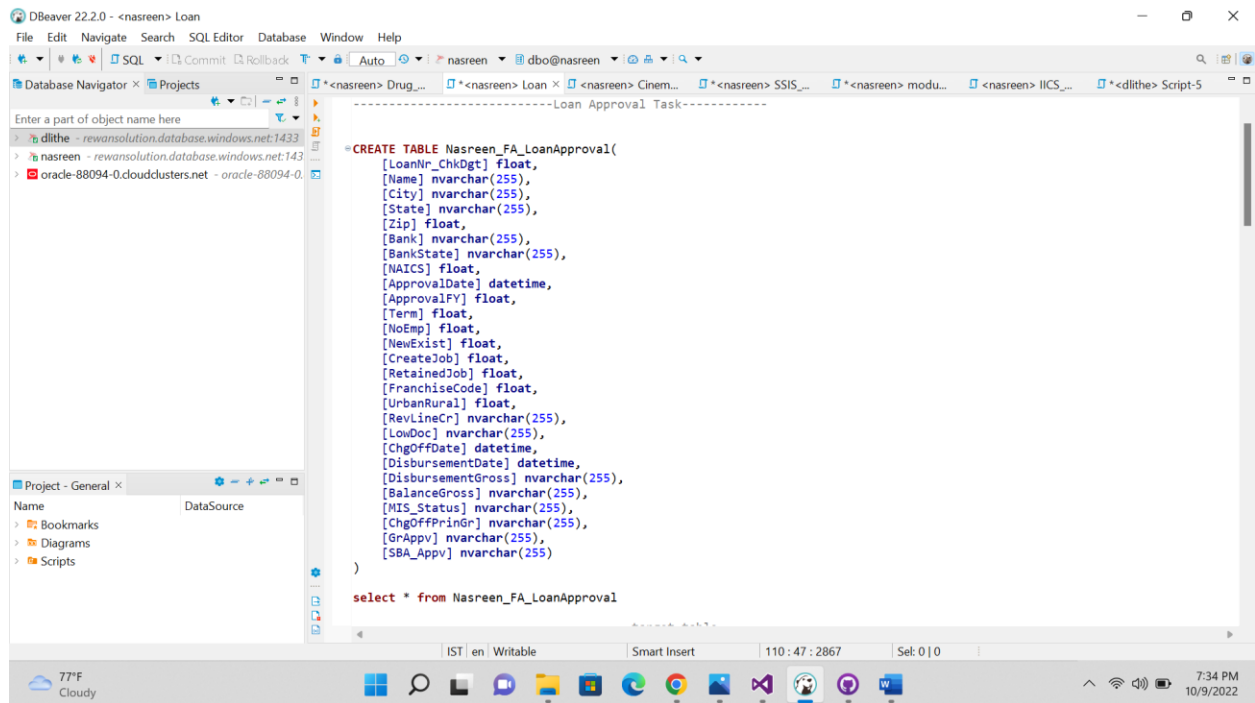 DBeaver 22.2.0 - <nasreen> Loan
File Edit Navigate Search SQL Editor Database Window Help
SQL Commit Rollback Auto nasreen dbo@nasreen
Database Navigator Projects
*<nasreen> Drug_... *<nasreen> Loan <nasreen> Cinem... *<nasreen> SSIS_... *<nasreen> modu... <nasreen> IICS_... *<dlithe> Script-5
Enter a part of object name here
dlithe - rewansolution.database.windows.net:1433
nasreen - rewansolution.database.windows.net:143
oracle-88094-0.cloudclusters.net - oracle-88094-0.
----------------------------Loan Approval Task------------
CREATE TABLE Nasreen_FA_LoanApproval(
[LoanNr_ChkDgt] float,
[Name] nvarchar(255),
[City] nvarchar(255),
[State] nvarchar(255),
[Zip] float,
[Bank] nvarchar(255),
[BankState] nvarchar(255),
[NAICS] float,
[ApprovalDate] datetime,
[ApprovalFY] float,
[Term] float,
[NoEmp] float,
[NewExist] float,
[CreateJob] float,
[RetainedJob] float,
[FranchiseCode] float,
[UrbanRural] float,
[RevLineCr] nvarchar(255),
[LowDoc] nvarchar(255),
[ChgOffDate] datetime,
[DisbursementDate] datetime,
[DisbursementGross] nvarchar(255),
[BalanceGross] nvarchar(255),
[MIS_Status] nvarchar(255),
[ChgOffPrinGr] nvarchar(255),
[GrAppv] nvarchar(255),
[SBA_Appv] nvarchar(255)
)
select * from Nasreen_FA_LoanApproval
Project - General
Name DataSource
Bookmarks
Diagrams
Scripts
IST en Writable Smart Insert 110 : 47 : 2867 Sel: 0 | 0
77°F
Cloudy
7:34 PM
10/9/2022